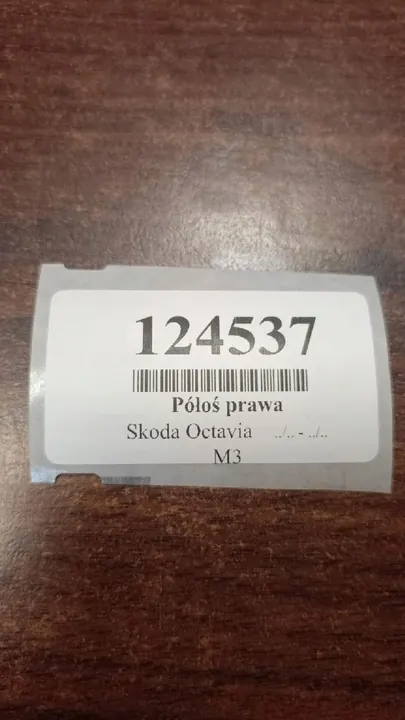 124537
Półoś prawa
Skoda Octavia ../.. - ../..
M3